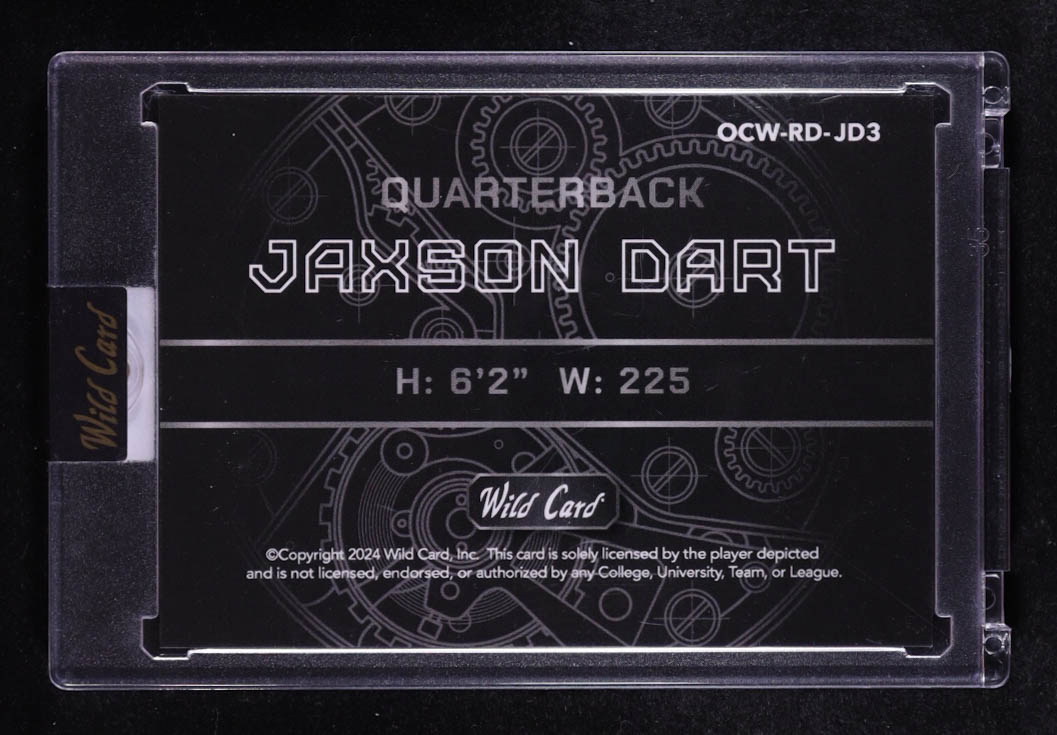 OCW-RD-JD3
QUARTERBACK
JAXSON DART
H: 6’2” W: 225
Wild Card
Wild Card
©Copyright 2024 Wild Card, Inc. This card is solely licensed by the player depicted
and is not licensed, endorsed, or authorized by any College, University, Team, or League.